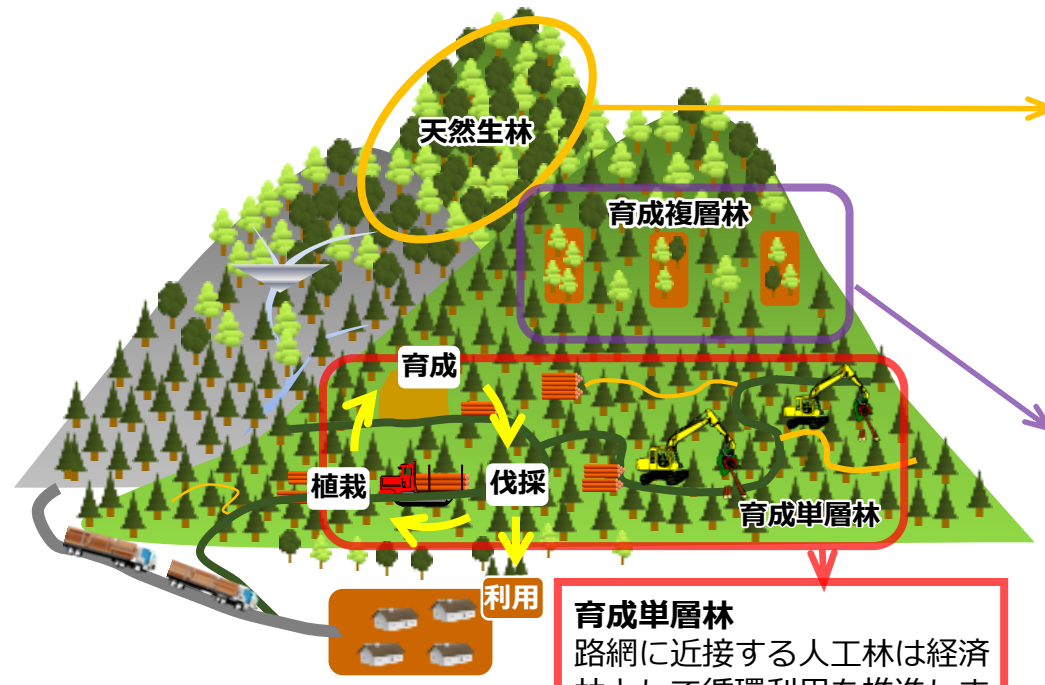 天然生林
育成複層林
育成
植栽
伐採
育成単層林
利用
育成単層林
路網に近接する人工林は経済